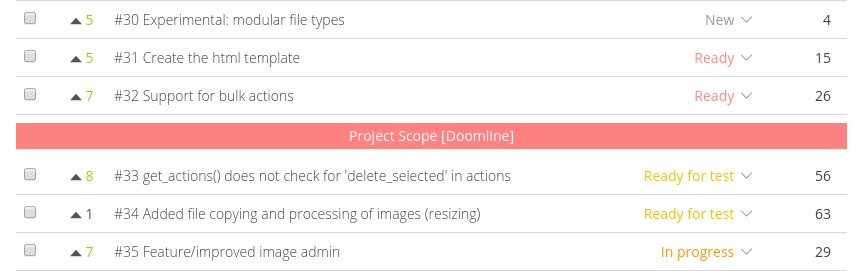 5 #30 Experimental: modular file types New 4
5 #31 Create the html template Ready 15
7 #32 Support for bulk actions Ready 26
Project Scope [Doomline]
8 #33 get_actions() does not check for 'delete_selected' in actions Ready for test 56
1 #34 Added file copying and processing of images (resizing) Ready for test 63
7 #35 Feature/improved image admin In progress 29